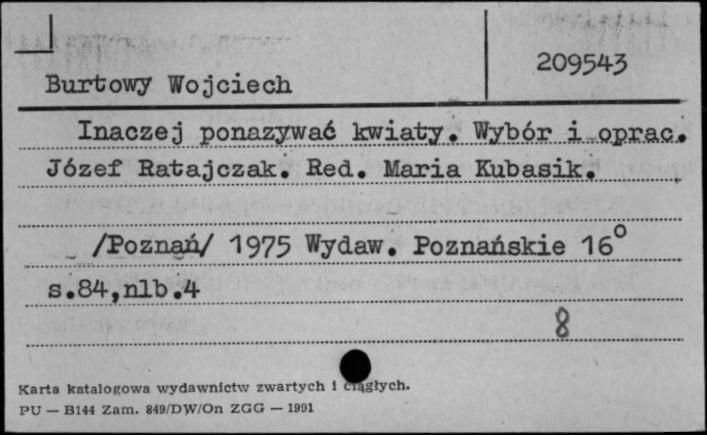 209543
Burtowy Wojciech
Inaczej ponazywać kwiaty. Wybór i oprac.
Józef Ratajczak. Red. Maria Kubasik.
/Poznań/ 1975 Wydaw. Poznańskie 16°
s.84,nlb.4
8
Karta katalogowa wydawnictw zwartych i ciągłych.
PU — B144 Zam. 849/DW/On ZGG — 1991